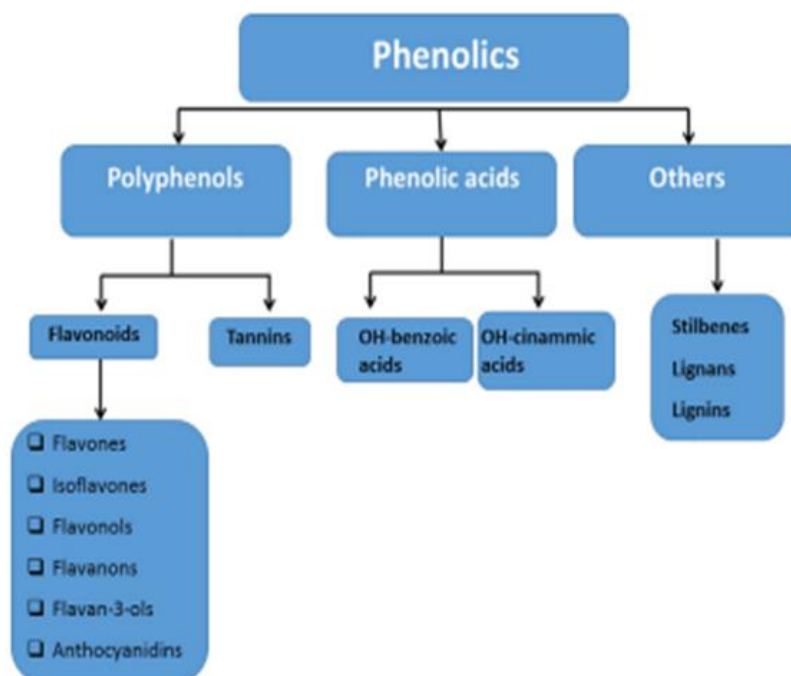 Phenolics
Polyphenols
Phenolic acids
Others
Flavonoids
Tannins
OH-benzoic
acids
OH-cinammic
acids
Stilbenes
Lignans
Lignins
Flavones
Isoflavones
Flavonols
Flavanons
Flavan-3-ols
Anthocyanidins